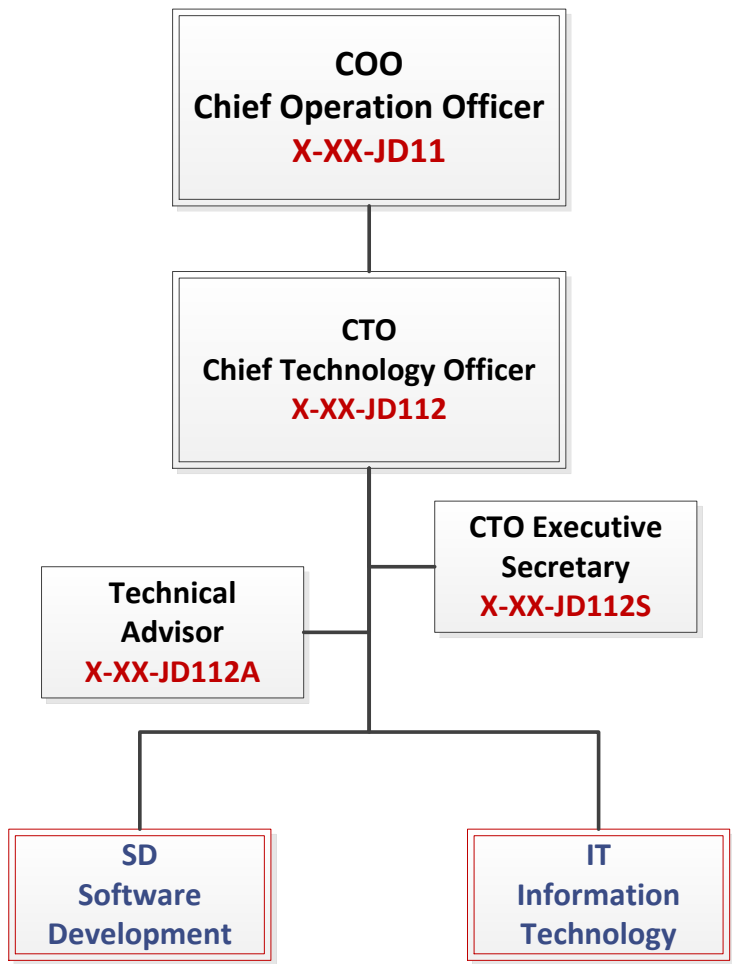 COO
Chief Operation Officer
X-XX-JD11
CTO
Chief Technology Officer
X-XX-JD112
CTO Executive
Secretary
X-XX-JD112S
Technical
Advisor
X-XX-JD112A
SD
Software
Development
IT
Information
Technology